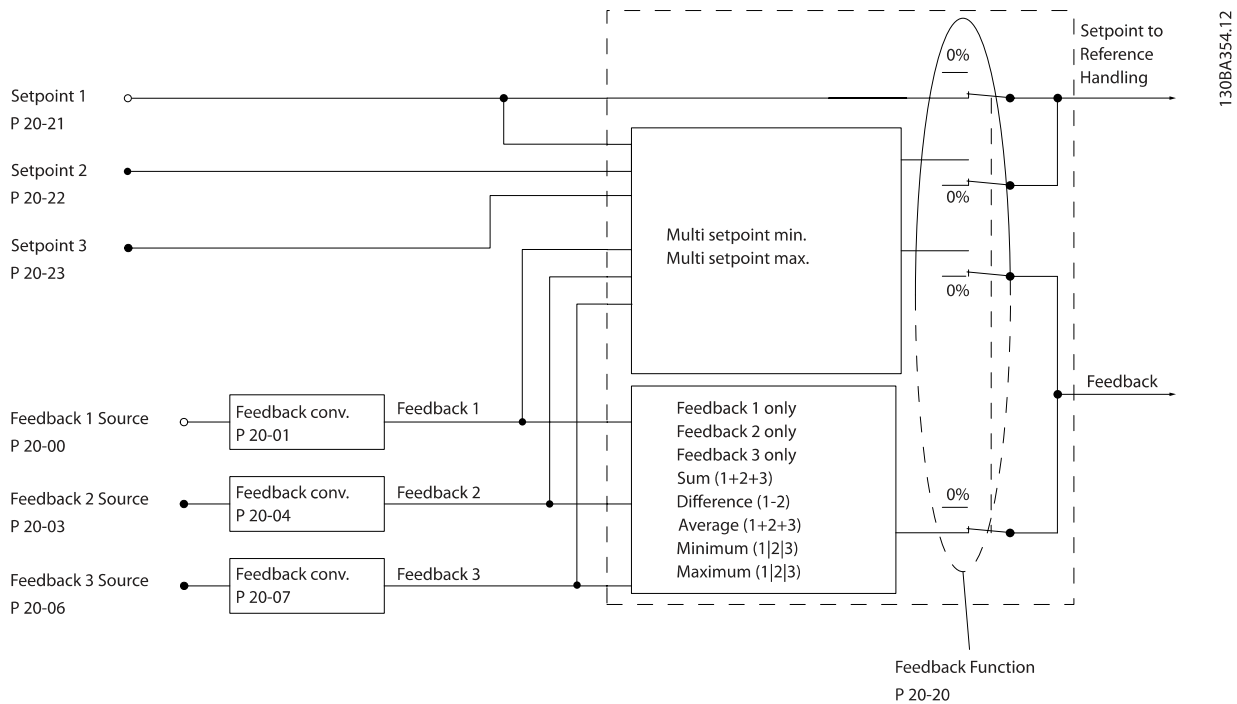 130BA354.12
Setpoint to
Reference
Handling
0%
Setpoint 1
P 20-21
Setpoint 2
P 20-22
0%
Setpoint 3
P 20-23
Multi setpoint min.
Multi setpoint max.
0%
Feedback
Feedback 1 Source
P 20-00
Feedback conv.
P 20-01
Feedback 1
Feedback 1 only
Feedback 2 only
Feedback 3 only
Sum (1+2+3)
Difference (1-2)
Average (1+2+3)
Minimum (1|2|3)
Maximum (1|2|3)
0%
Feedback 2 Source
P 20-03
Feedback conv.
P 20-04
Feedback 2
Feedback 3 Source
P 20-06
Feedback conv.
P 20-07
Feedback 3
Feedback Function
P 20-20